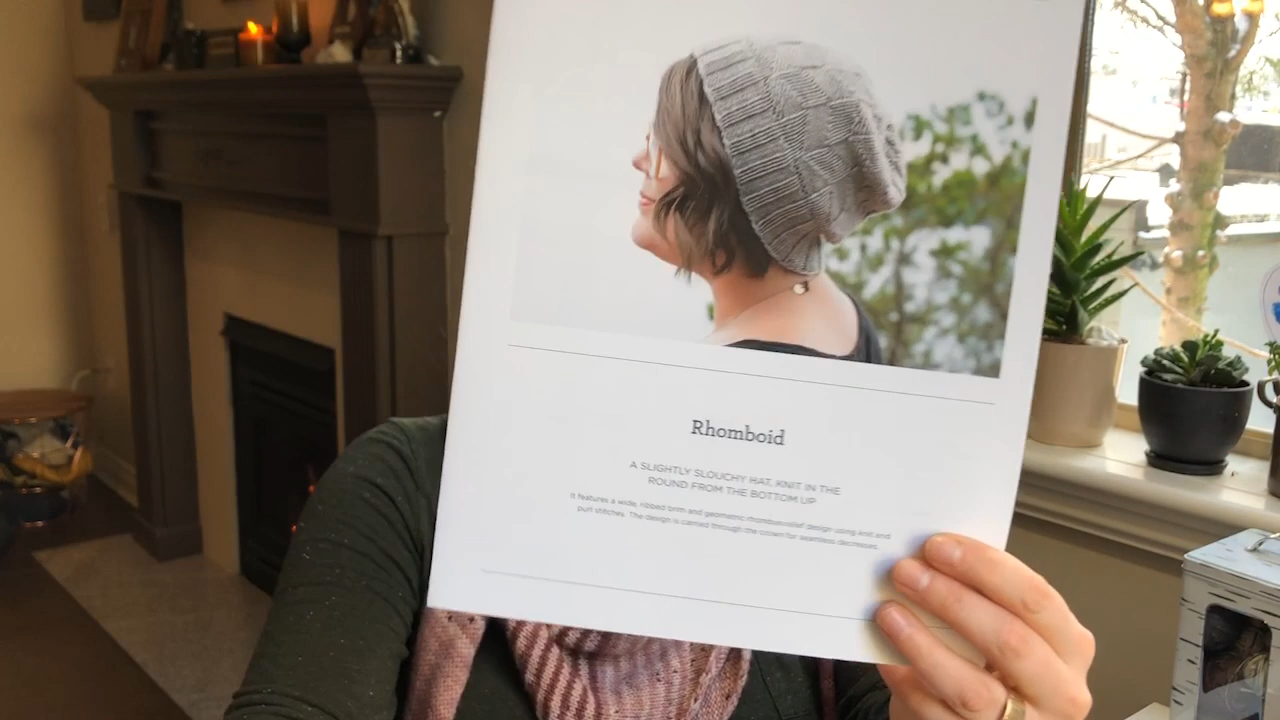 Rhomboid
A SLIGHTLY SLOUCHY HAT, KNIT IN THE
ROUND FROM THE BOTTOM UP
It features a wide, ribbed brim and geometric rhombus-relief design using knit and
purl stitches. The design is carried through the crown for seamless decreases.